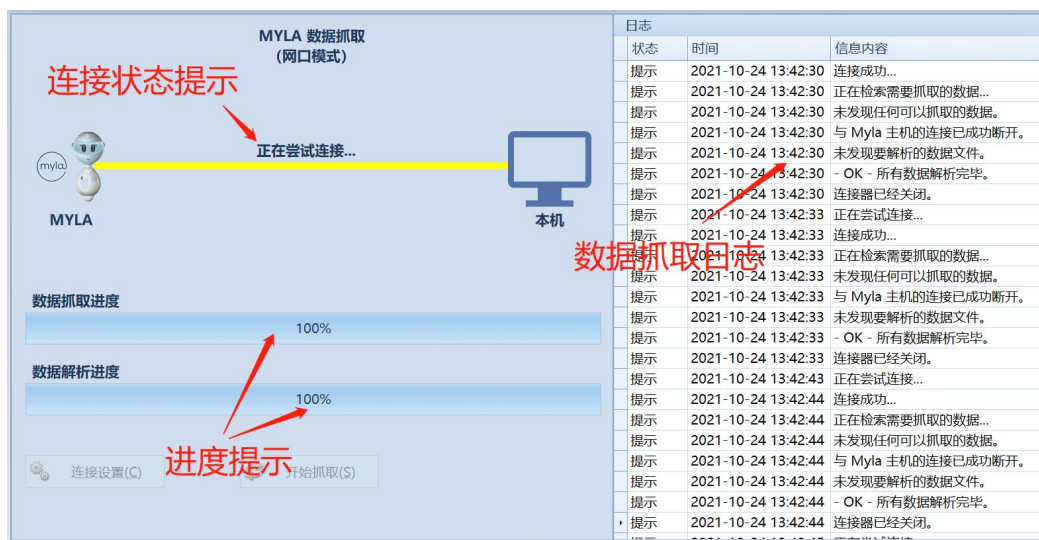 MYLA 数据抓取
(网口模式)
连接状态提示
正在尝试连接...
myla
MYLA
本机
数据抓取进度
100%
数据解析进度
100%
进度提示
连接设置(C)
开始抓取(S)
日志
状态 时间 信息内容
提示 2021-10-24 13:42:30 连接成功...
提示 2021-10-24 13:42:30 正在检索需要抓取的数据...
提示 2021-10-24 13:42:30 未发现任何可以抓取的数据。
提示 2021-10-24 13:42:30 与 Myla 主机的连接已成功断开。
提示 2021-10-24 13:42:30 未发现要解析的数据文件。
提示 2021-10-24 13:42:30 - OK - 所有数据解析完毕。
提示 2021-10-24 13:42:30 连接器已经关闭。
提示 2021-10-24 13:42:33 正在尝试连接...
提示 2021-10-24 13:42:33 连接成功...
数据抓取日志
提示 2021-10-24 13:42:33 正在检索需要抓取的数据...
提示 2021-10-24 13:42:33 未发现任何可以抓取的数据。
提示 2021-10-24 13:42:33 与 Myla 主机的连接已成功断开。
提示 2021-10-24 13:42:33 未发现要解析的数据文件。
提示 2021-10-24 13:42:33 - OK - 所有数据解析完毕。
提示 2021-10-24 13:42:33 连接器已经关闭。
提示 2021-10-24 13:42:43 正在尝试连接...
提示 2021-10-24 13:42:44 连接成功...
提示 2021-10-24 13:42:44 正在检索需要抓取的数据...
提示 2021-10-24 13:42:44 未发现任何可以抓取的数据。
提示 2021-10-24 13:42:44 与 Myla 主机的连接已成功断开。
提示 2021-10-24 13:42:44 未发现要解析的数据文件。
提示 2021-10-24 13:42:44 - OK - 所有数据解析完毕。
提示 2021-10-24 13:42:44 连接器已经关闭。